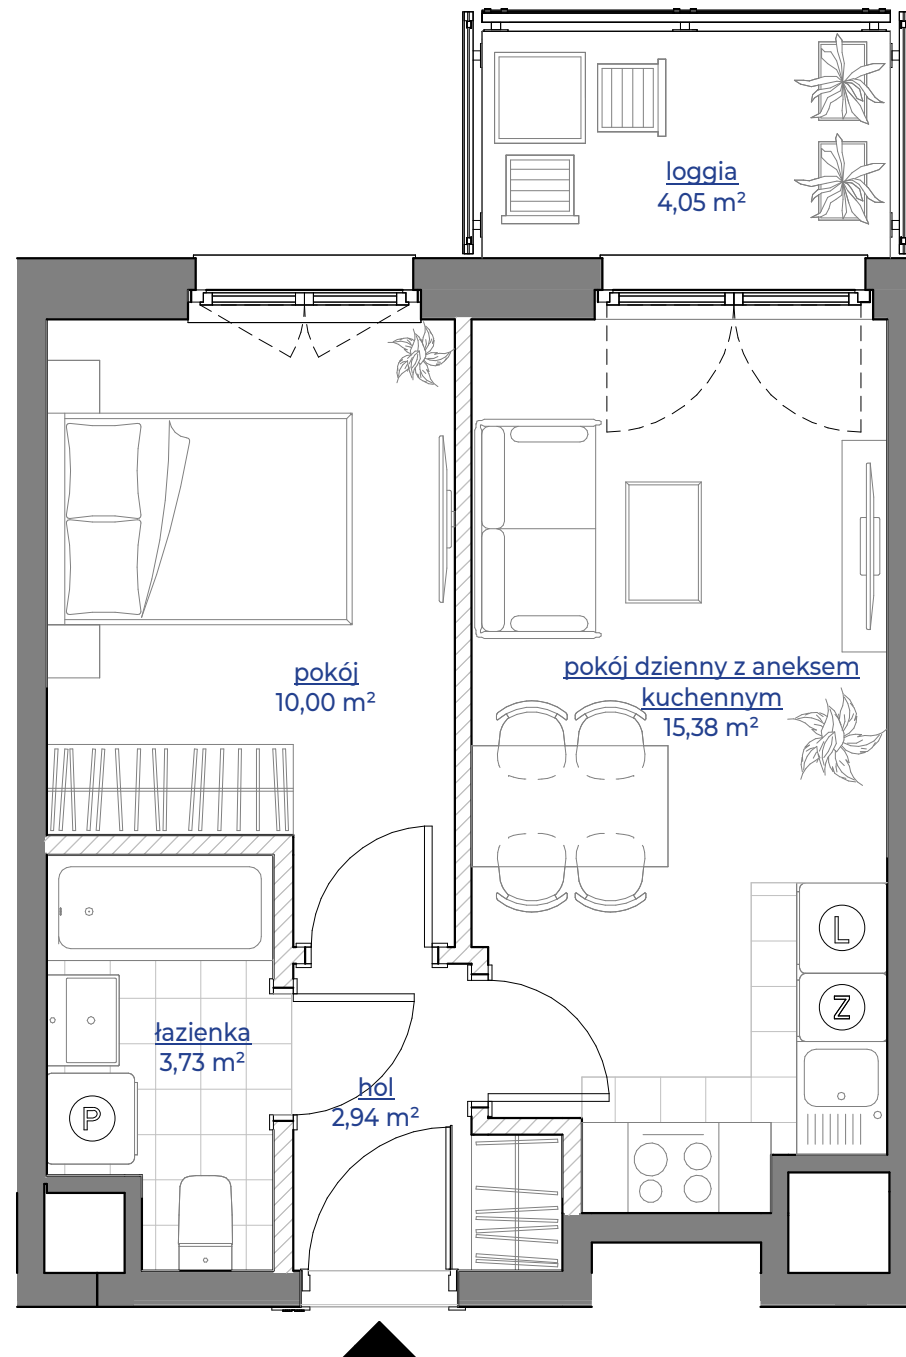 loggia
4,05 m²
pokój
10,00 m²
pokój dzienny z aneksem
kuchennym
15,38 m²
L
Z
łazienka
3,73 m²
hol
2,94 m²
P